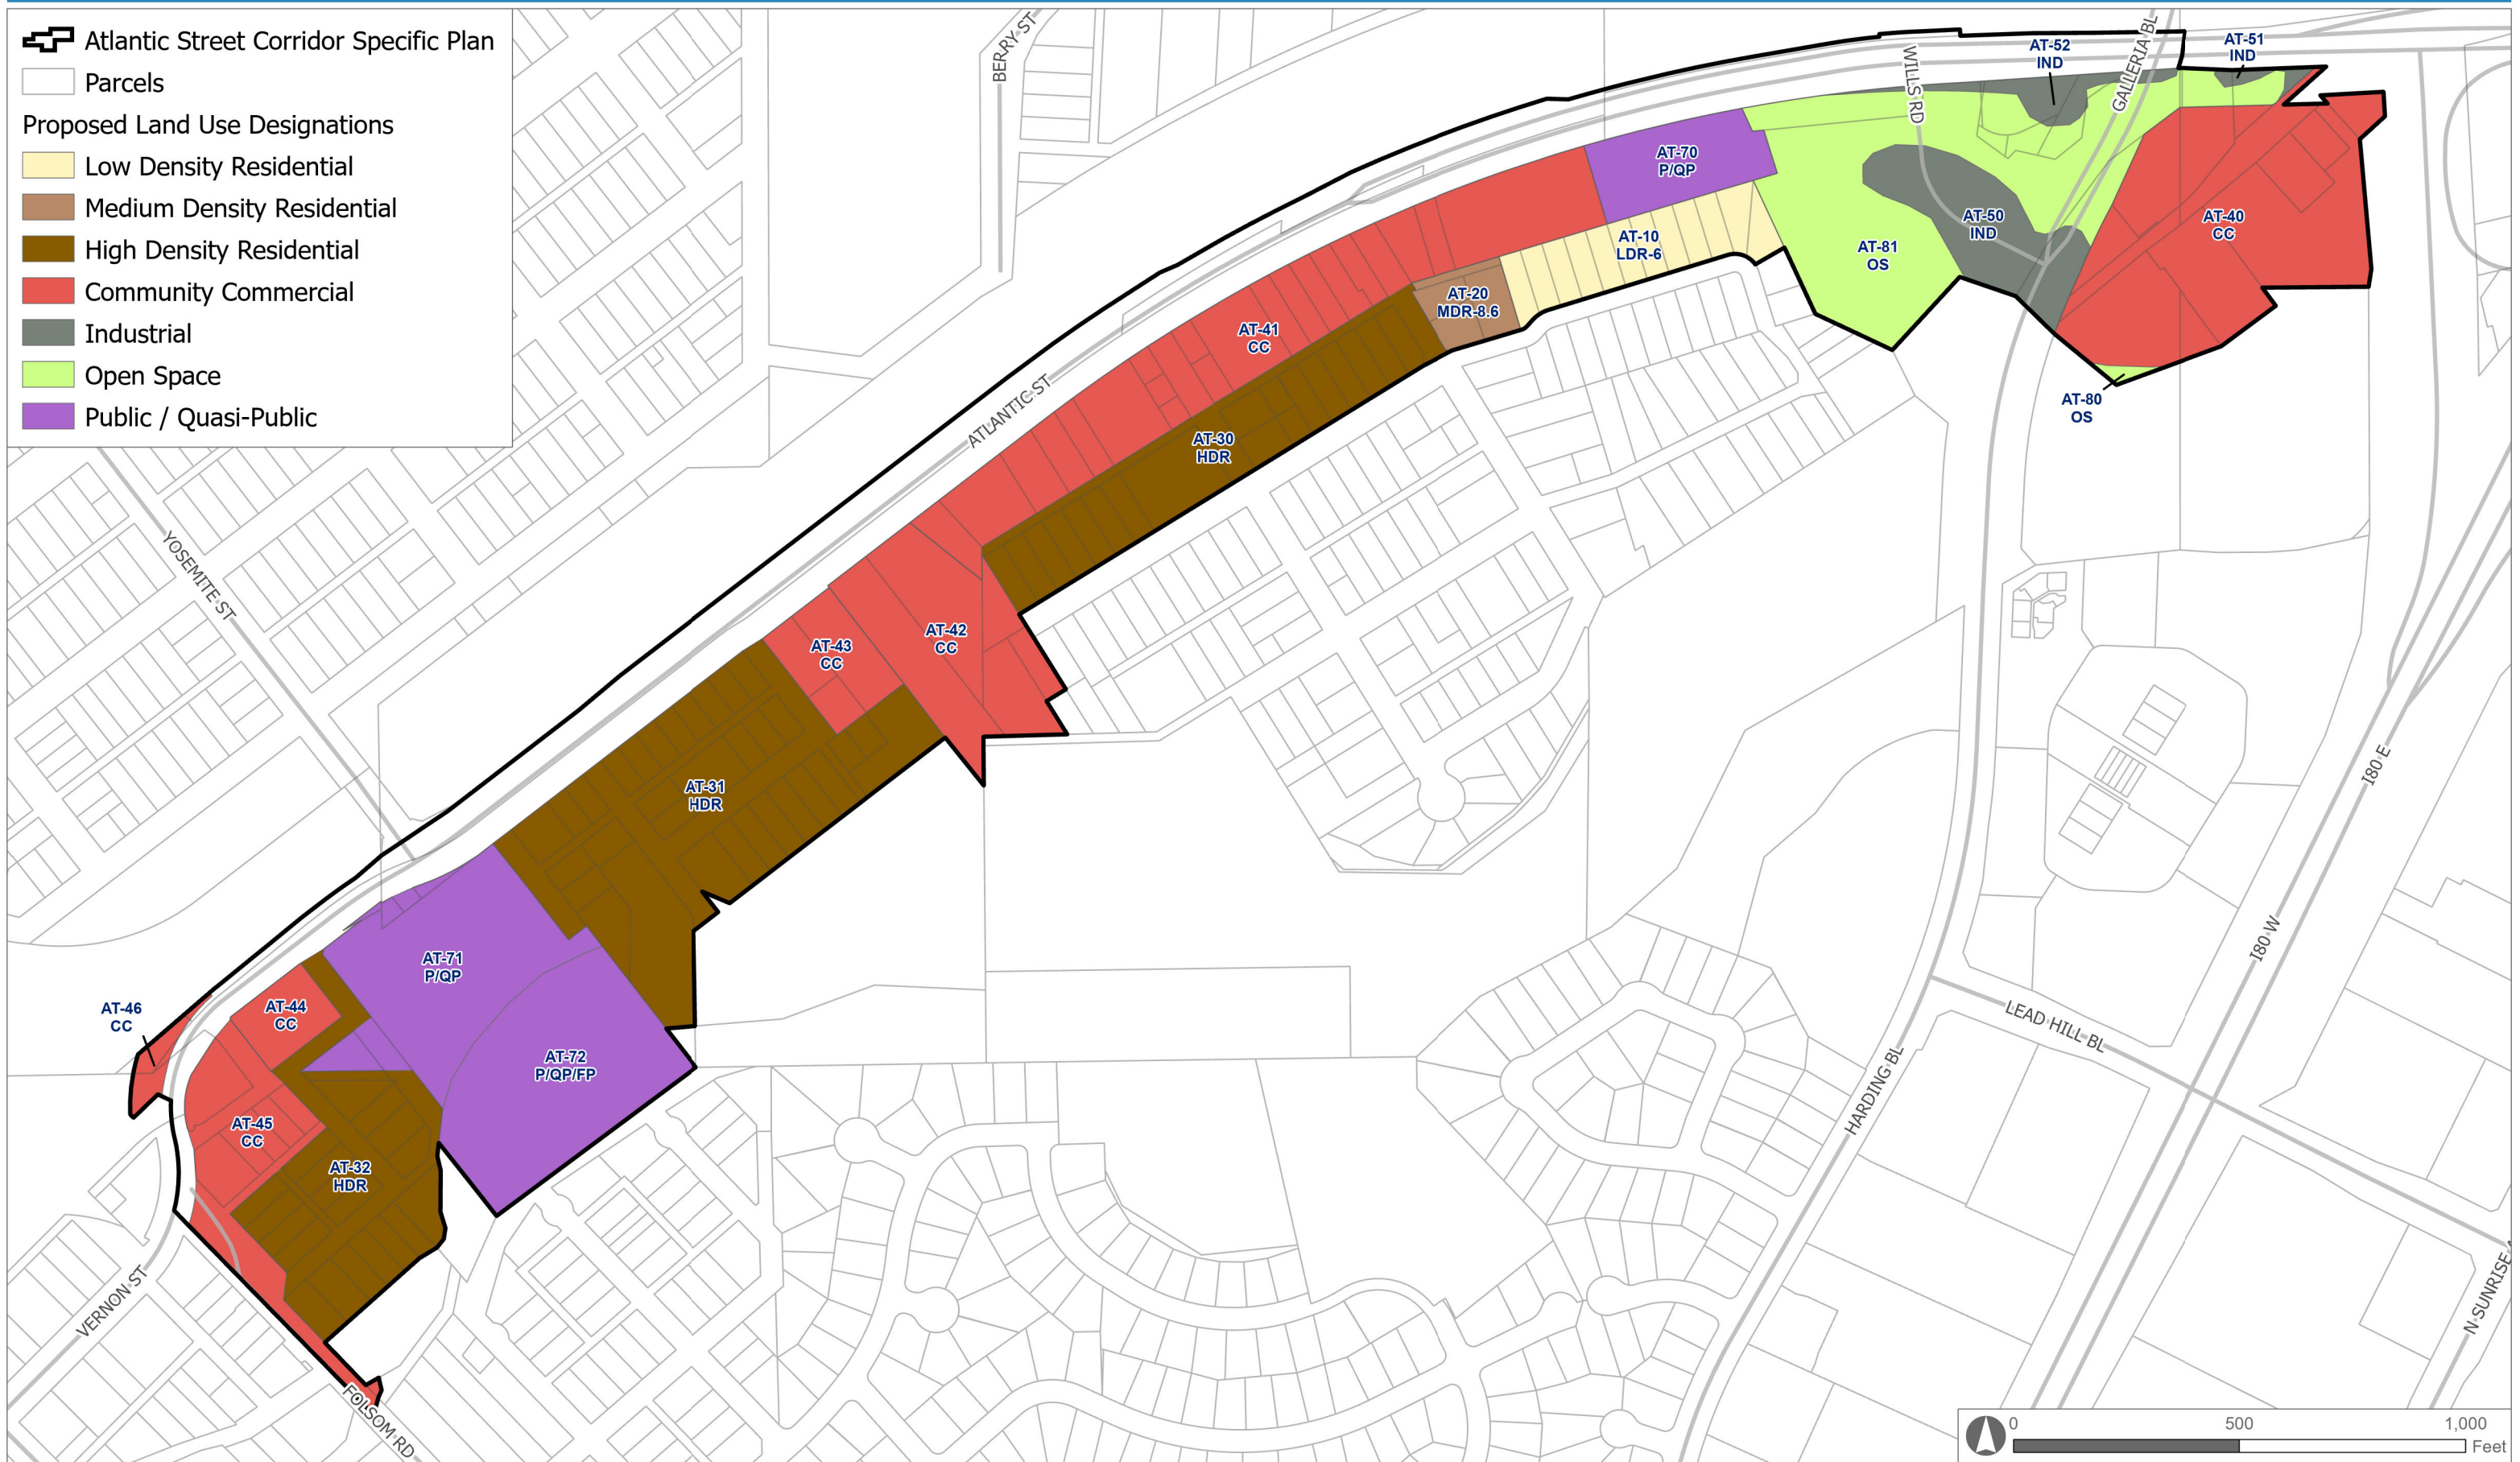 Atlantic Street Corridor Specific Plan
Parcels
Proposed Land Use Designations
Low Density Residential
Medium Density Residential
High Density Residential
Community Commercial
Industrial
Open Space
Public / Quasi-Public
BERRY ST
WILLS RD
GALLERIA BL
AT-52
IND
AT-51
IND
AT-70
P/QP
AT-10
LDR-6
AT-81
OS
AT-50
IND
AT-40
CC
AT-20
MDR-8.6
AT-41
CC
AT-80
OS
ATLANTIC ST
AT-30
HDR
YOSEMITE ST
AT-43
CC
AT-42
CC
AT-31
HDR
I80 E
I80 W
AT-71
P/QP
AT-46
CC
AT-44
CC
AT-72
P/QP/FP
LEAD HILL BL
HARDING BL
AT-45
CC
AT-32
HDR
VERNON ST
FOLSOM RD
N SUNRISE
0 500 1,000
Feet